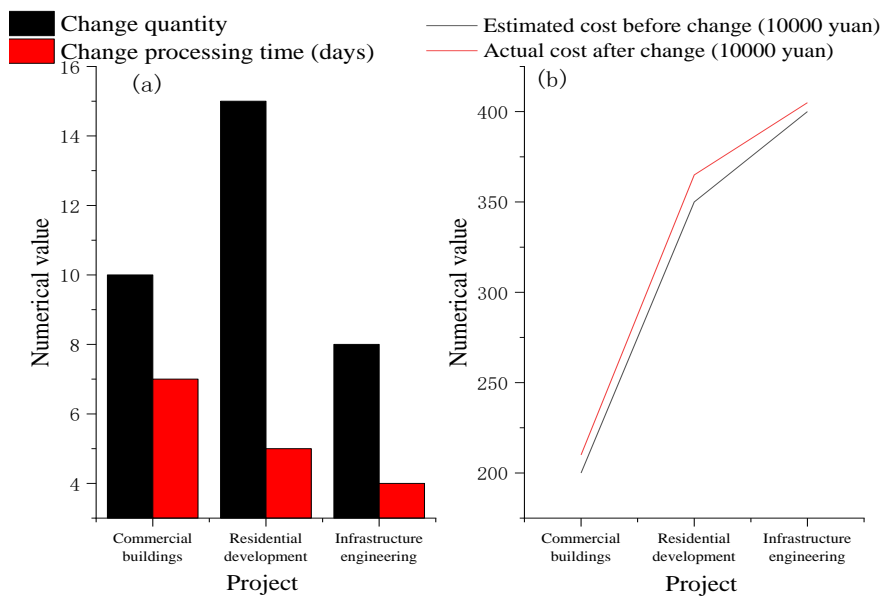 Change quantity
Change processing time (days)
Estimated cost before change (10000 yuan)
Actual cost after change (10000 yuan)
(a)
16
14
12
10
8
6
4
Numerical value
Commercial buildings
Residential development
Infrastructure engineering
Project
(b)
400
350
300
250
200
Numerical value
Commercial buildings
Residential development
Infrastructure engineering
Project